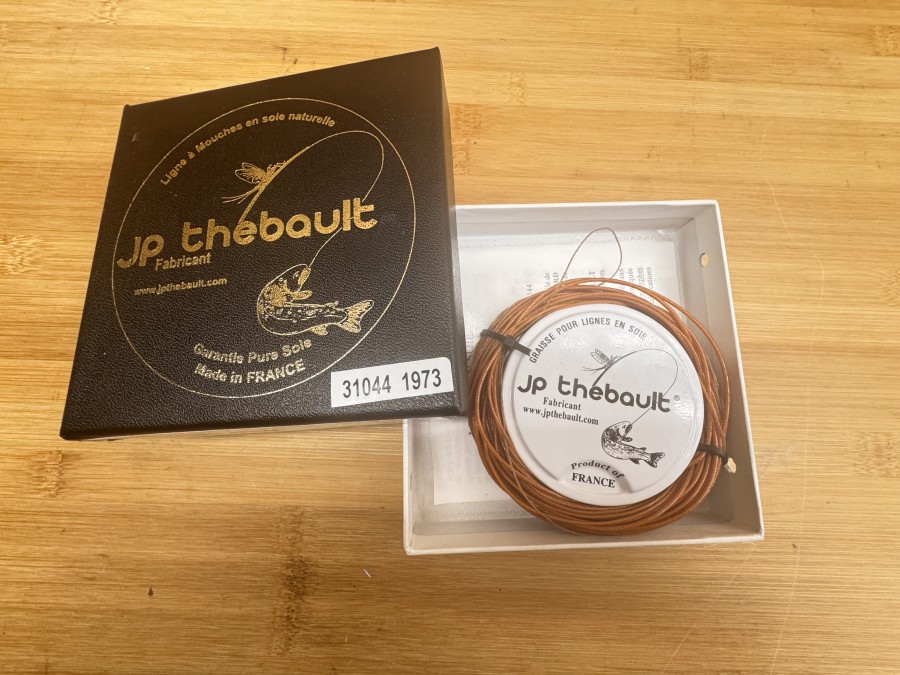 Ligne à Mouches en soie naturelle
JP thebault
Fabricant
www.jpthebault.com
Garantie Pure Soie
Made in FRANCE
31044 1973
GRAISSE POUR LIGNES EN SOIE
JP thebault®
Fabricant
www.jpthebault.com
Product of
FRANCE